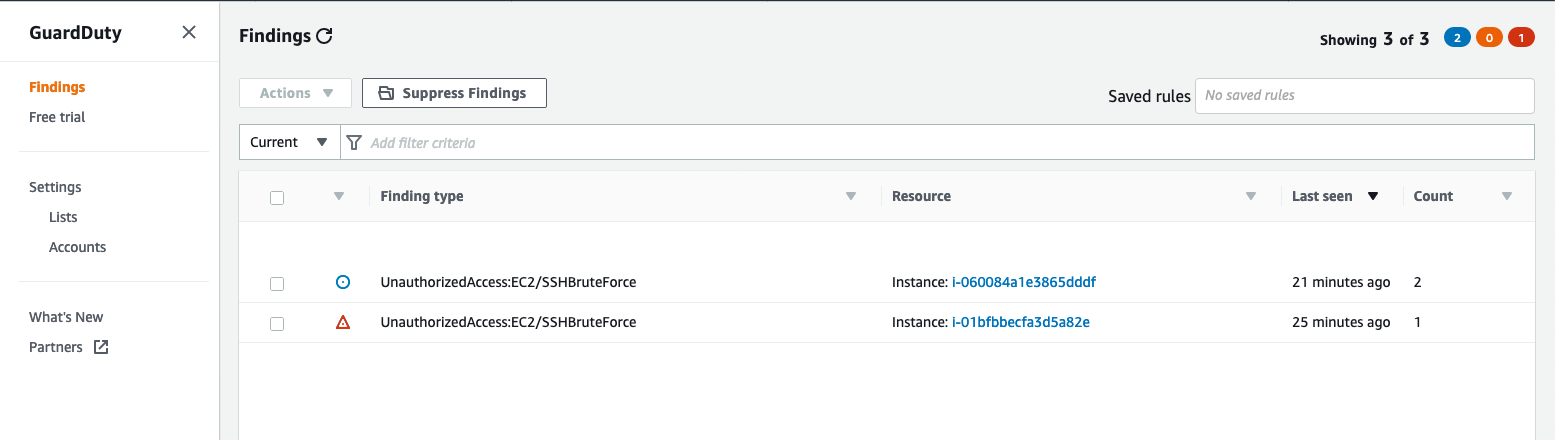 GuardDuty
Findings
Free trial
Settings
Lists
Accounts
What's New
Partners
Findings
Showing 3 of 3 2 0 1
Actions Suppress Findings
Saved rules No saved rules
Current Add filter criteria
Finding type Resource Last seen Count
UnauthorizedAccess:EC2/SSHBruteForce Instance: i-060084a1e3865dddf 21 minutes ago 2
UnauthorizedAccess:EC2/SSHBruteForce Instance: i-01bfbbecfa3d5a82e 25 minutes ago 1